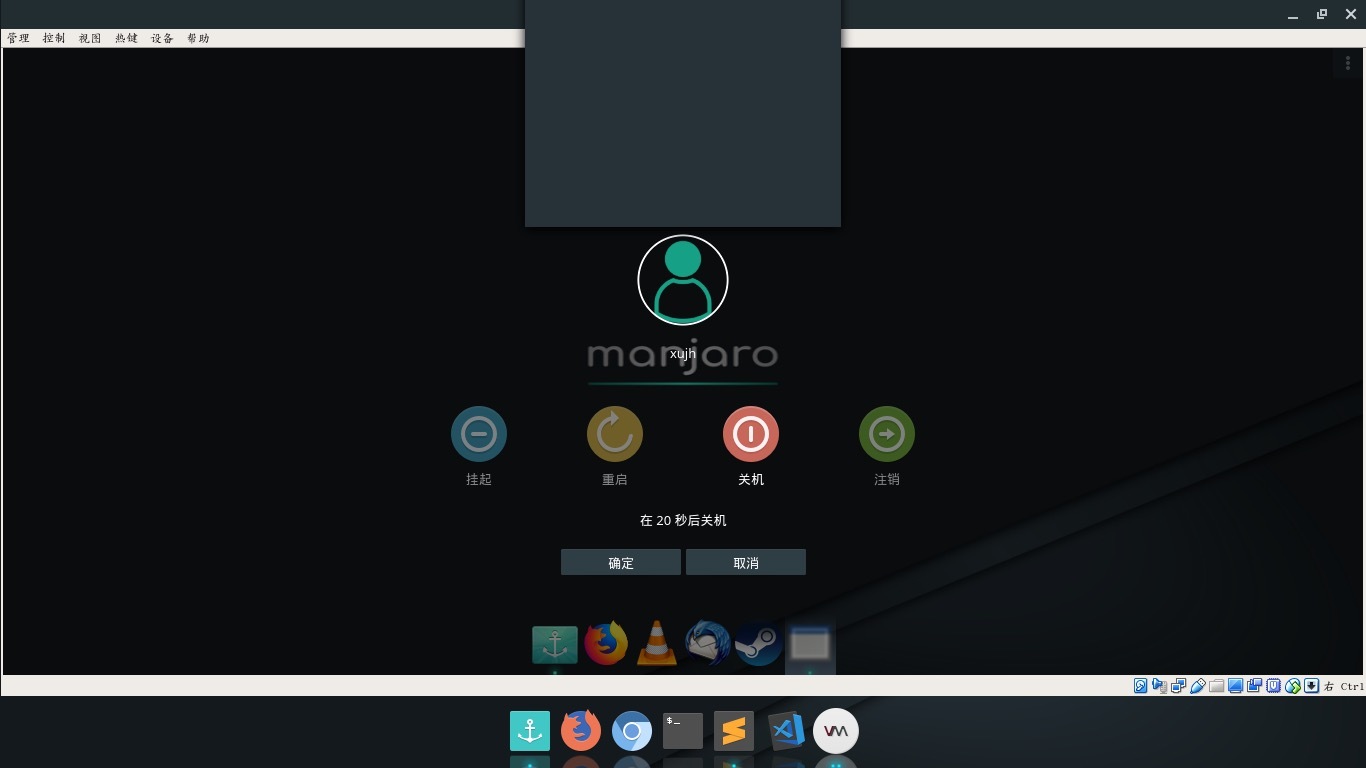 管理 控制 视图 热键 设备 帮助
manjaro
xujh
挂起 重启 关机 注销
在 20 秒后关机
确定 取消
右 Ctrl
$_
VM